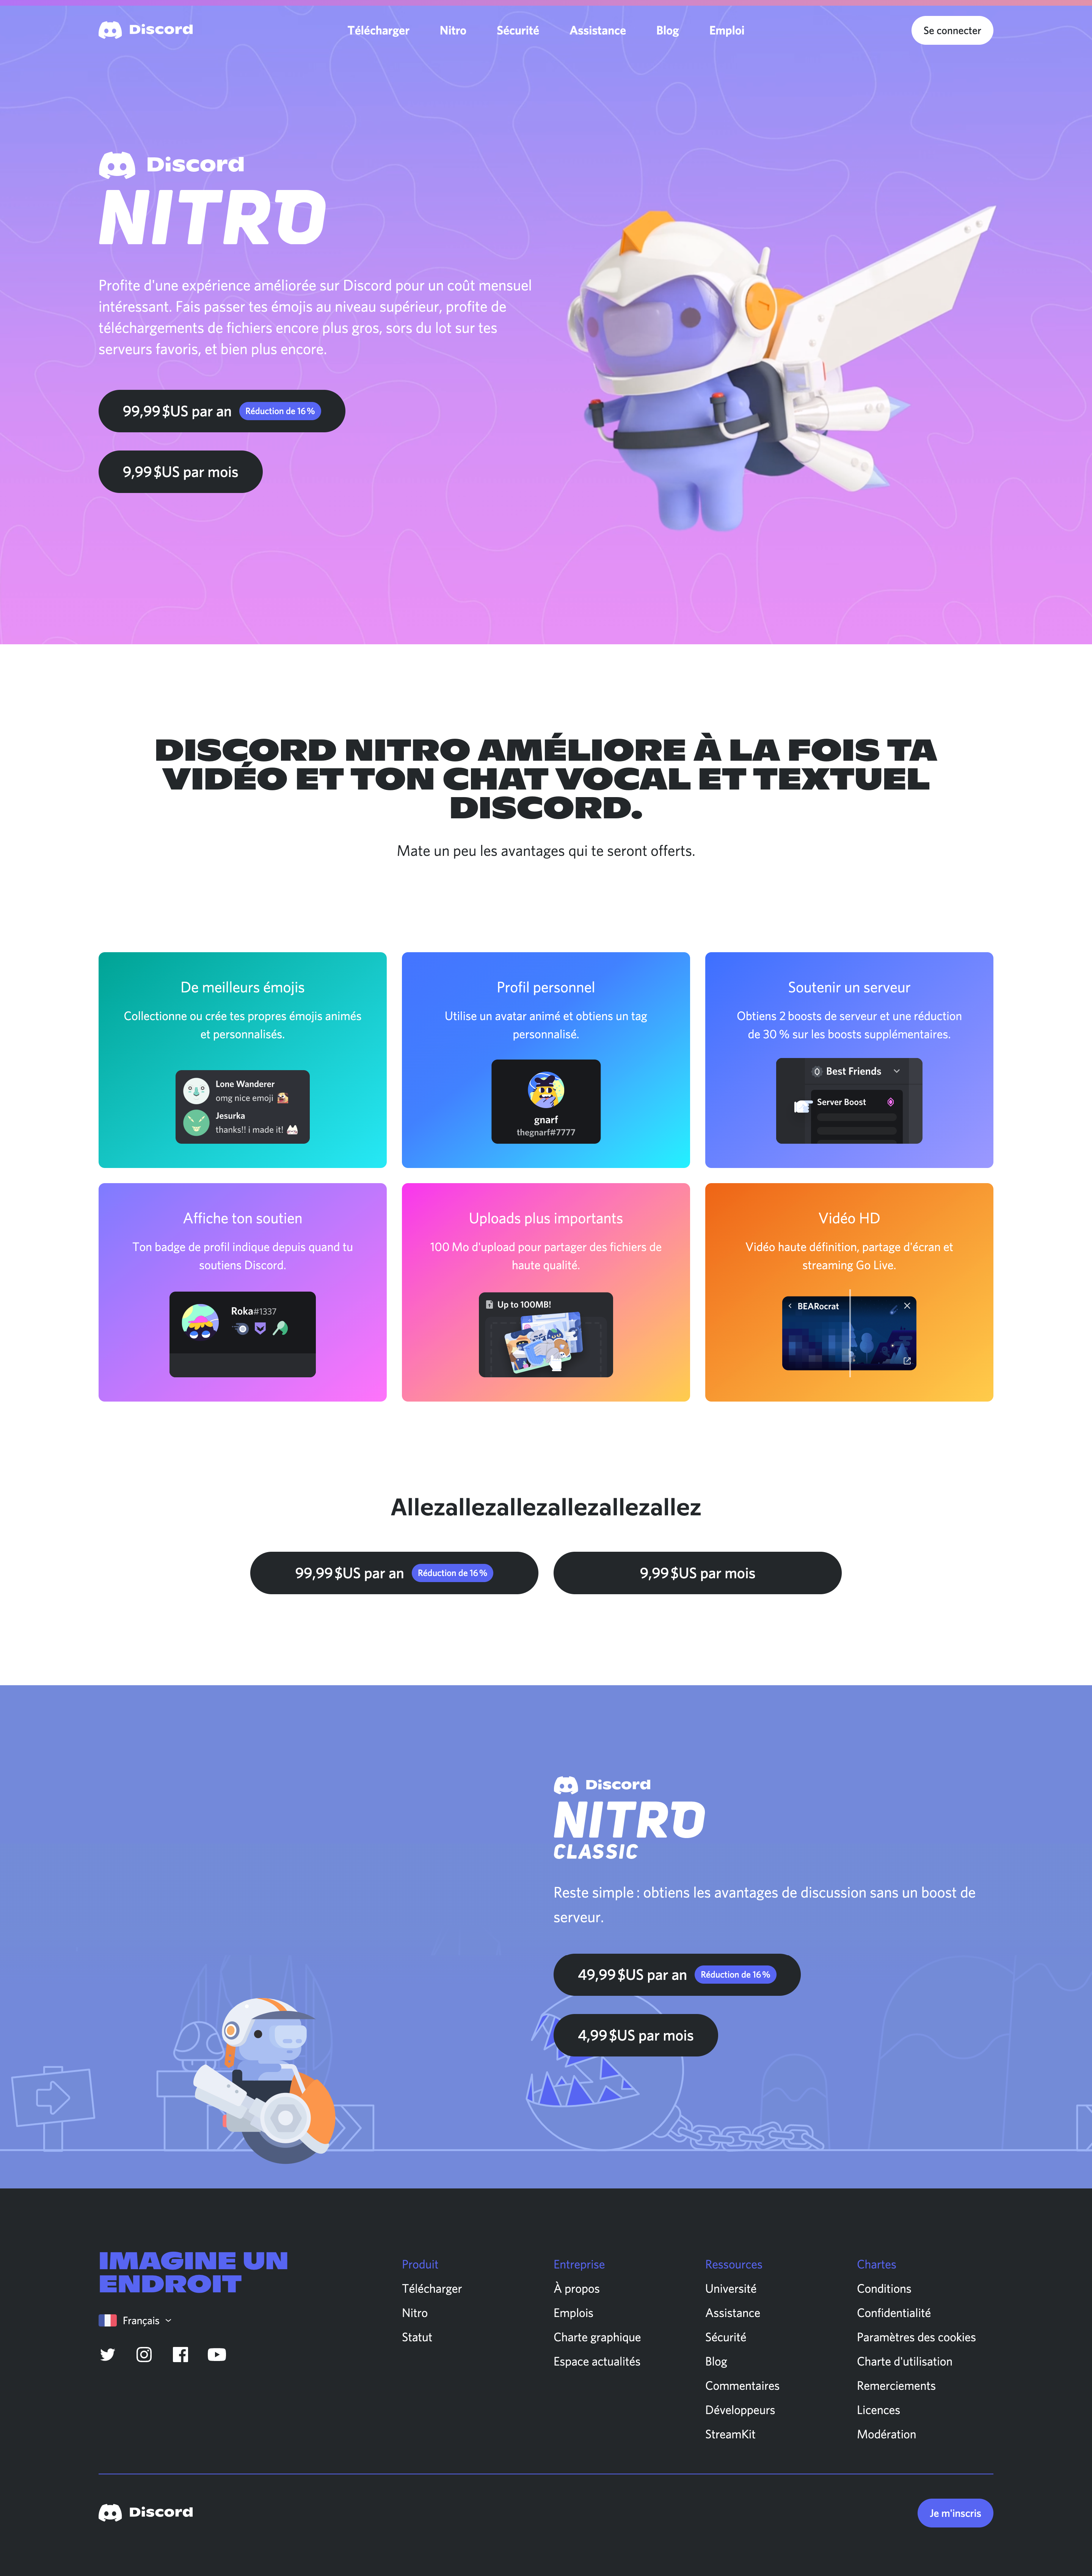 Discord
Télécharger
Nitro
Sécurité
Assistance
Blog
Emploi
Se connecter
Discord
NITRO
Profite d'une expérience améliorée sur Discord pour un coût mensuel
intéressant. Fais passer tes émojis au niveau supérieur, profite de
téléchargements de fichiers encore plus gros, sors du lot sur tes
serveurs favoris, et bien plus encore.
99,99 $US par an
Réduction de 16 %
9,99 $US par mois
DISCORD NITRO AMÉLIORE À LA FOIS TA
VIDÉO ET TON CHAT VOCAL ET TEXTUEL
DISCORD.
Mate un peu les avantages qui te seront offerts.
De meilleurs émojis
Collectionne ou crée tes propres émojis animés
et personnalisés.
Lone Wanderer
omg nice emoji
Jesurka
thanks!! i made it!
Profil personnel
Utilise un avatar animé et obtiens un tag
personnalisé.
gnarf
thegnarf#7777
Soutenir un serveur
Obtiens 2 boosts de serveur et une réduction
de 30 % sur les boosts supplémentaires.
Best Friends
Server Boost
Affiche ton soutien
Ton badge de profil indique depuis quand tu
soutiens Discord.
Roka#1337
Uploads plus importants
100 Mo d'upload pour partager des fichiers de
haute qualité.
Up to 100MB!
Vidéo HD
Vidéo haute définition, partage d'écran et
streaming Go Live.
BEARocrat
Allezallezallezallezallezallez
99,99 $US par an
Réduction de 16 %
9,99 $US par mois
Discord
NITRO
CLASSIC
Reste simple : obtiens les avantages de discussion sans un boost de
serveur.
49,99 $US par an
Réduction de 16 %
4,99 $US par mois
IMAGINE UN
ENDROIT
Français
Produit
Télécharger
Nitro
Statut
Entreprise
À propos
Emplois
Charte graphique
Espace actualités
Ressources
Université
Assistance
Sécurité
Blog
Commentaires
Développeurs
StreamKit
Chartes
Conditions
Confidentialité
Paramètres des cookies
Charte d'utilisation
Remerciements
Licences
Modération
Discord
Je m'inscris